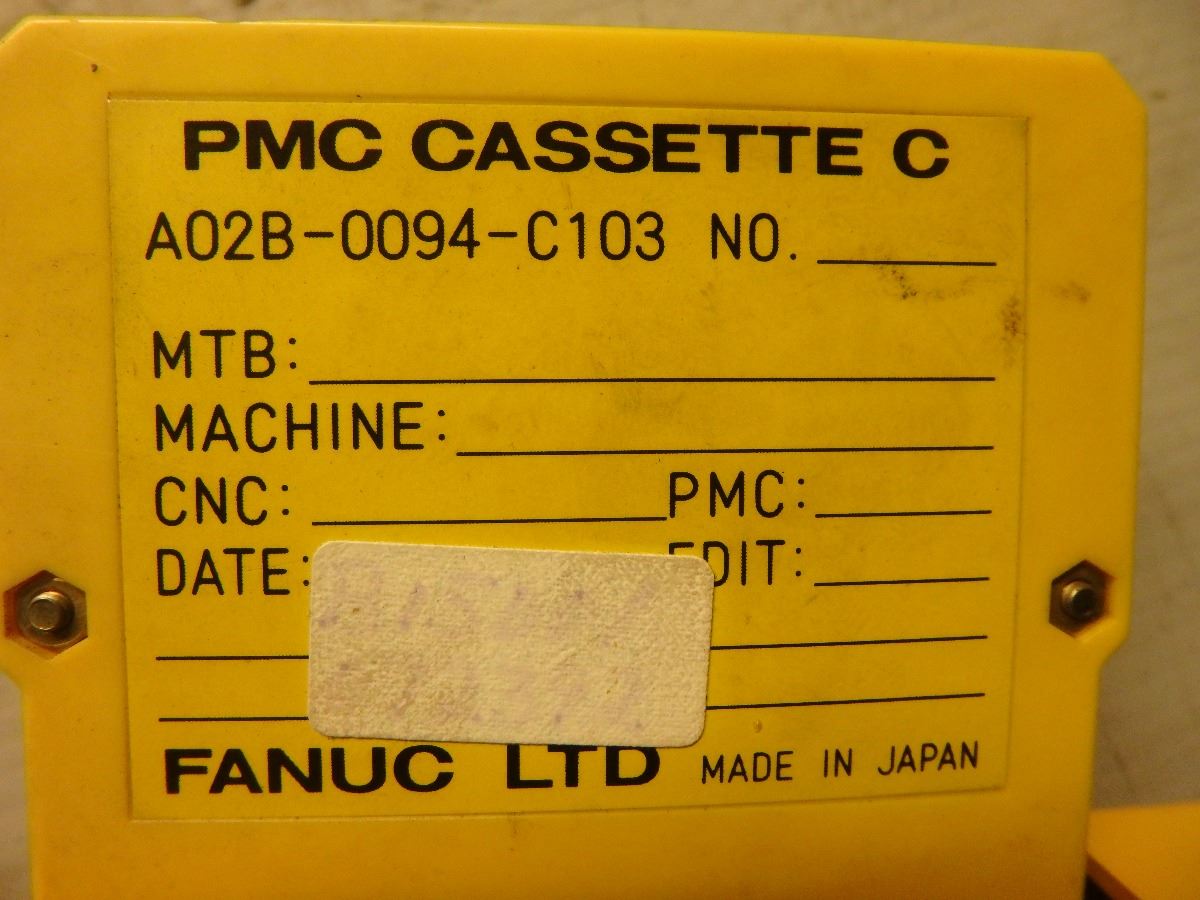 PMC CASSETTE C
A02B-0094-C103 NO.
MTB:
MACHINE:
CNC: PMC:
DATE: EDIT:
FANUC LTD MADE IN JAPAN